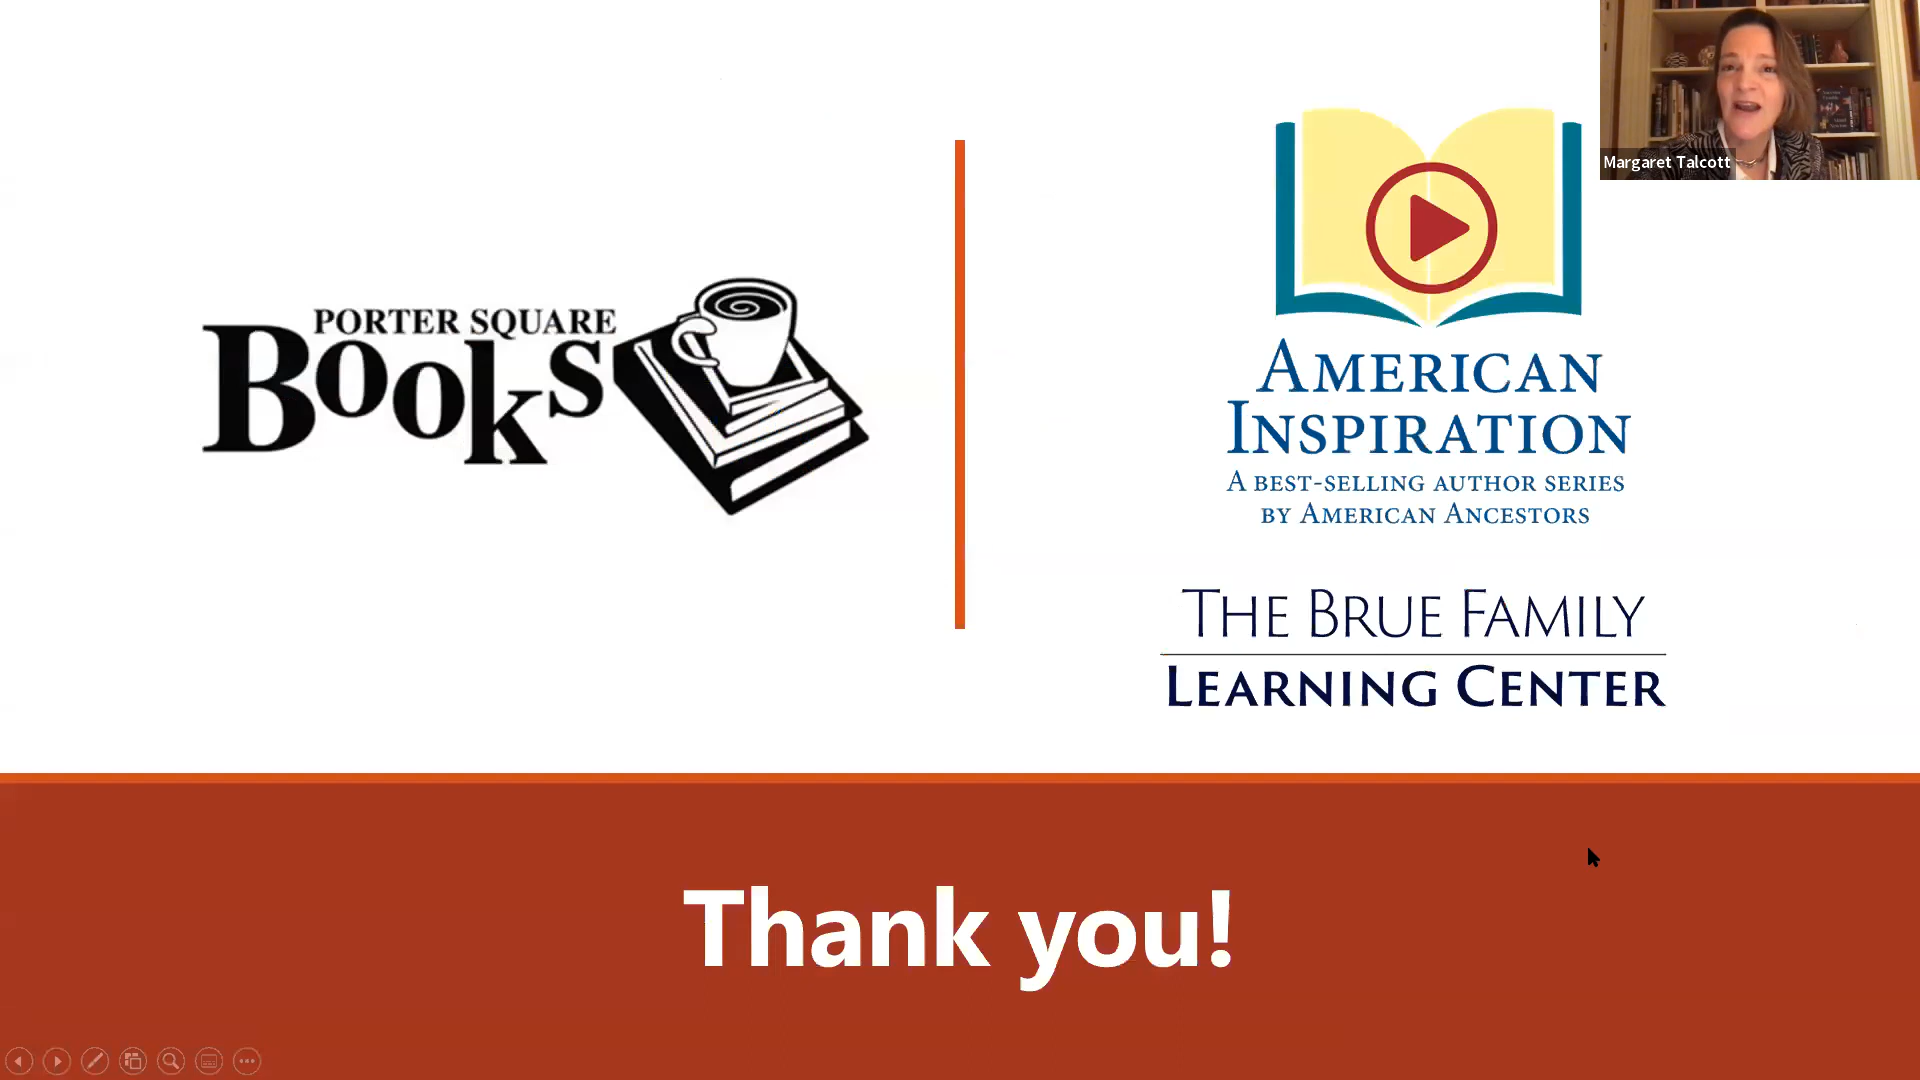 PORTER SQUARE
Books
AMERICAN
INSPIRATION
A BEST-SELLING AUTHOR SERIES
BY AMERICAN ANCESTORS
THE BRUE FAMILY
LEARNING CENTER
Margaret Talcott
Thank you!